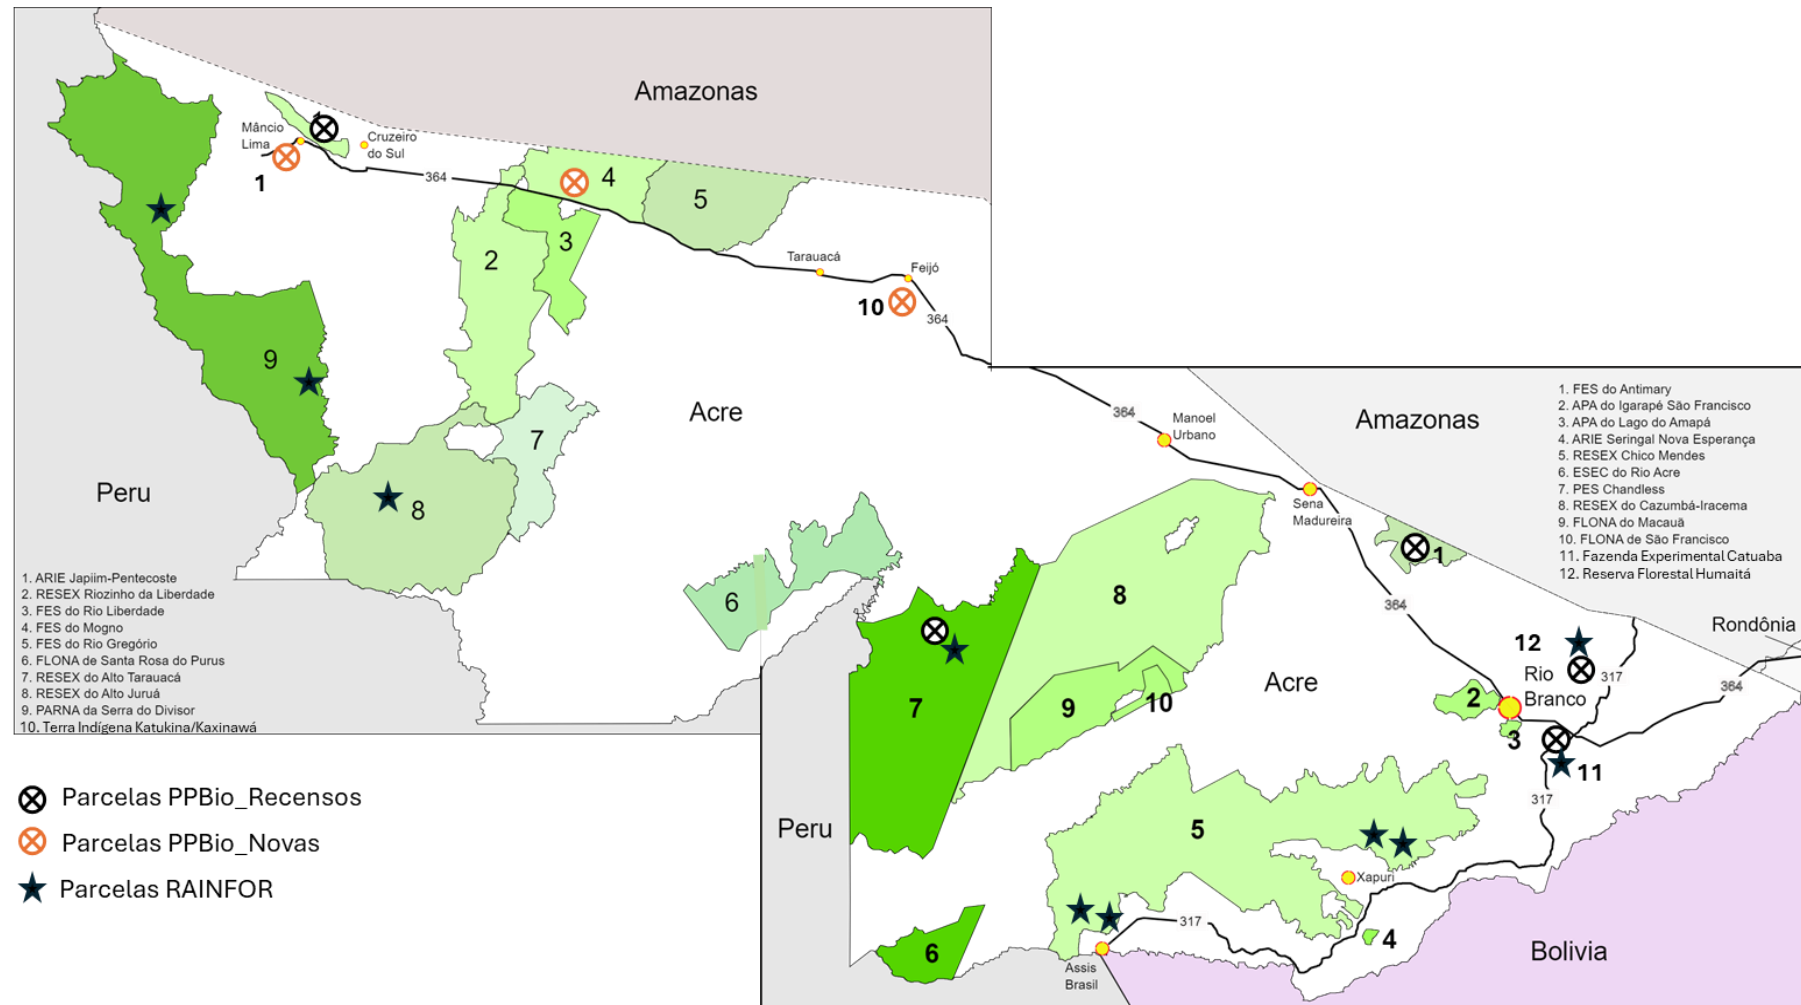 Amazonas
Mâncio
Lima
Cruzeiro
do Sul
1
364
4
5
3
2
Tarauacá
Feijó
10
364
9
Acre
7
Peru
8
6
1. ARIE Japiim-Pentecoste
2. RESEX Riozinho da Liberdade
3. FES do Rio Liberdade
4. FES do Mogno
5. FES do Rio Gregório
6. FLONA de Santa Rosa do Purus
7. RESEX do Alto Tarauacá
8. RESEX do Alto Juruá
9. PARNA da Serra do Divisor
10. Terra Indígena Katukina/Kaxinawá
Parcelas PPBio_Recensos
Parcelas PPBio_Novas
Parcelas RAINFOR
364
Manoel
Urbano
Amazonas
1. FES do Antimary
2. APA do Igarapé São Francisco
3. APA do Lago do Amapá
4. ARIE Seringal Nova Esperança
5. RESEX Chico Mendes
6. ESEC do Rio Acre
7. PES Chandless
8. RESEX do Cazumbá-Iracema
9. FLONA do Macauã
10. FLONA de São Francisco
11. Fazenda Experimental Catuaba
12. Reserva Florestal Humaitá
Sena
Madureira
1
8
364
Rondônia
12
Rio
Branco
317
364
Acre
7
9
10
2
3
11
317
Peru
5
Xapuri
317
4
6
Assis
Brasil
Bolivia